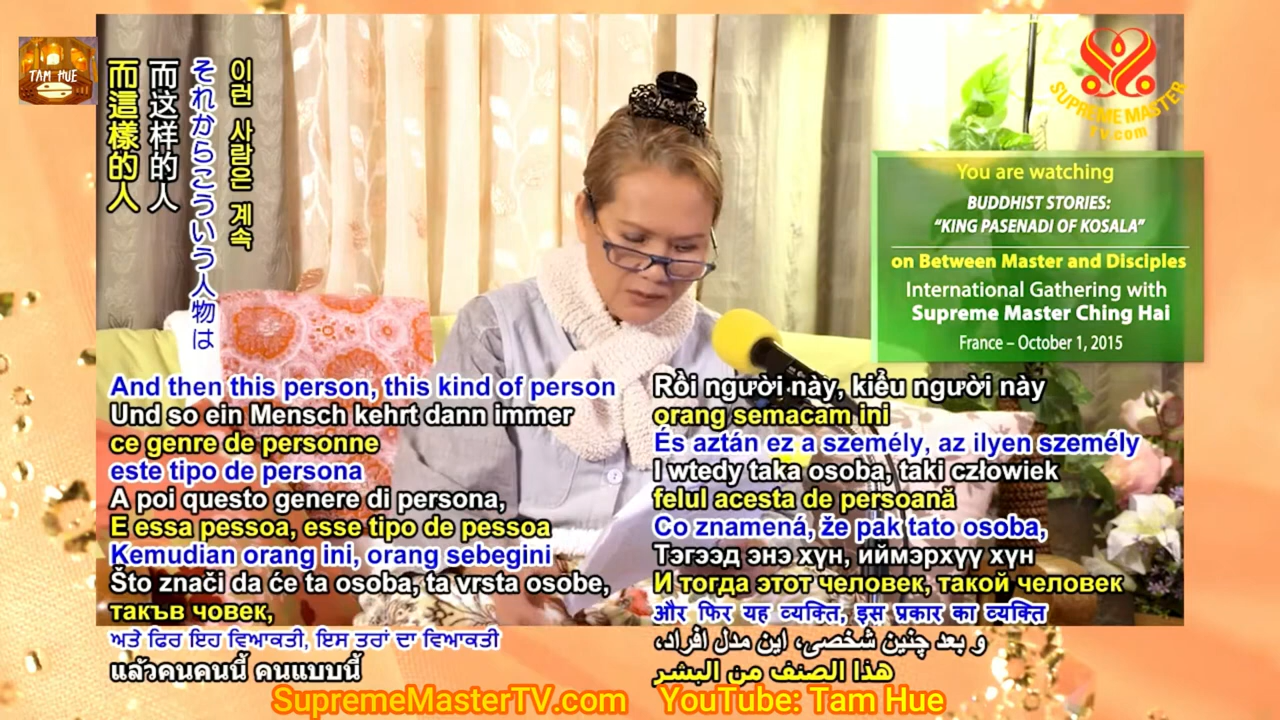 TAM HUE
而這樣的人
而这样的人
それからこういう人物は
이런 사람은 계속
SUPREME MASTER
TV.com
You are watching
BUDDHIST STORIES:
“KING PASENADI OF KOSALA”
on Between Master and Disciples
International Gathering with
Supreme Master Ching Hai
France – October 1, 2015
And then this person, this kind of person
Und so ein Mensch kehrt dann immer
ce genre de personne
este tipo de persona
A poi questo genere di persona,
E essa pessoa, esse tipo de pessoa
Kemudian orang ini, orang sebegini
Što znači da će ta osoba, ta vrsta osobe,
такъв човек,
ਅਤੇ ਫਿਰ ਇਹ ਵਿਆਕਤੀ, ਇਸ ਤਰਾਂ ਦਾ ਵਿਆਕਤੀ
แล้วคนคนนี้ คนแบบนี้
Rồi người này, kiểu người này
orang semacam ini
És aztán ez a személy, az ilyen személy
I wtedy taka osoba, taki człowiek
felul acesta de persoană
Co znamená, že pak tato osoba,
Тэгээд энэ хүн, иймэрхүү хүн
И тогда этот человек, такой человек
और फिर यह व्यक्ति, इस प्रकार का व्यक्ति
و بعد چنین شخصی، این مدل افراد،
هذا الصنف من البشر
SupremeMasterTV.com YouTube: Tam Hue